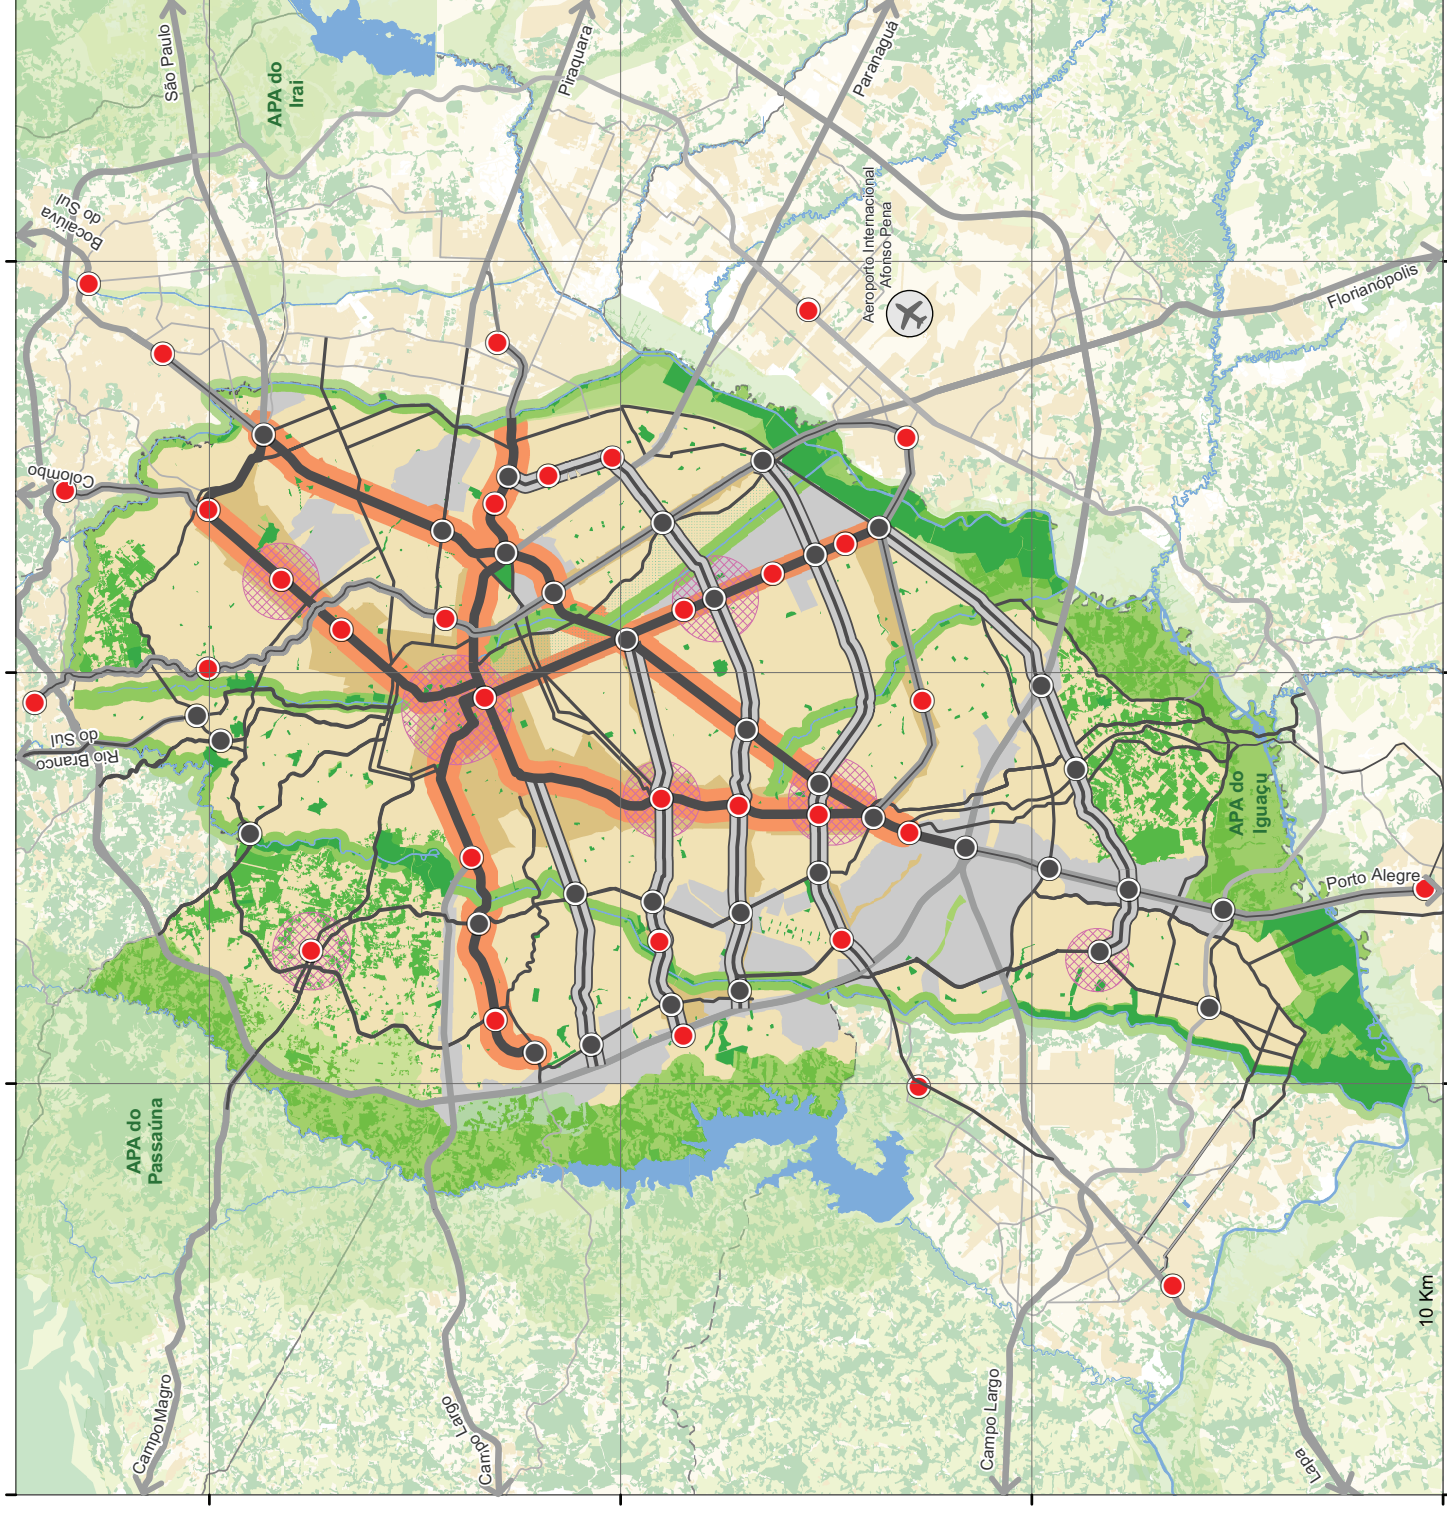 São Paulo
Piraquara
Paranaguá
APA do
Irai
Bocaiúva
do Sul
Aeroporto Internacional
Afonso Pena
Florianópolis
Colombo
Rio Branco
do Sul
APA do
Iguaçu
Porto Alegre
APA do
Passaúna
Campo Magro
Campo Largo
Campo Largo
Lapa
10 Km